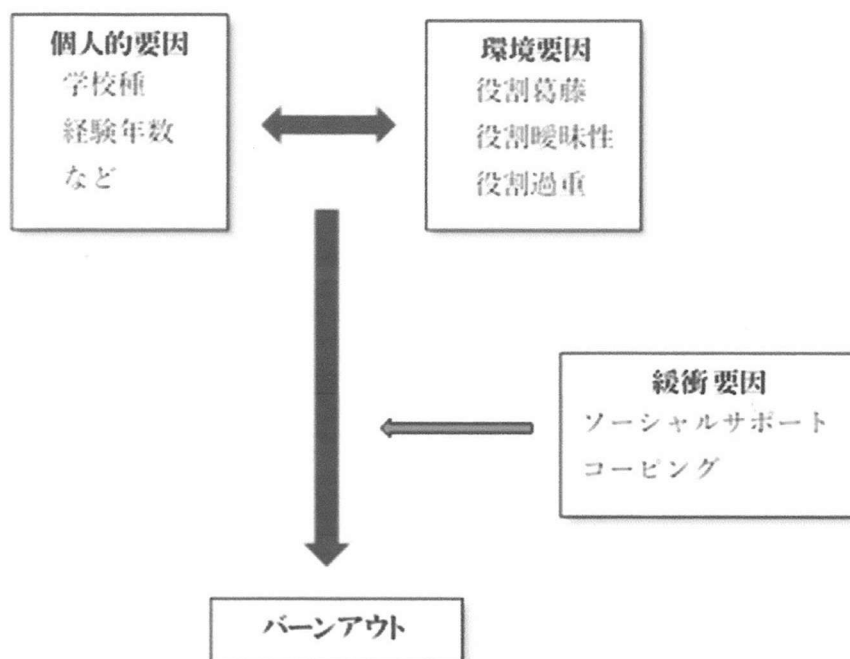 個人的要因
学校種
経験年数
など
環境要因
役割葛藤
役割曖昧性
役割過重
緩衝要因
ソーシャルサポート
コーピング
バーンアウト